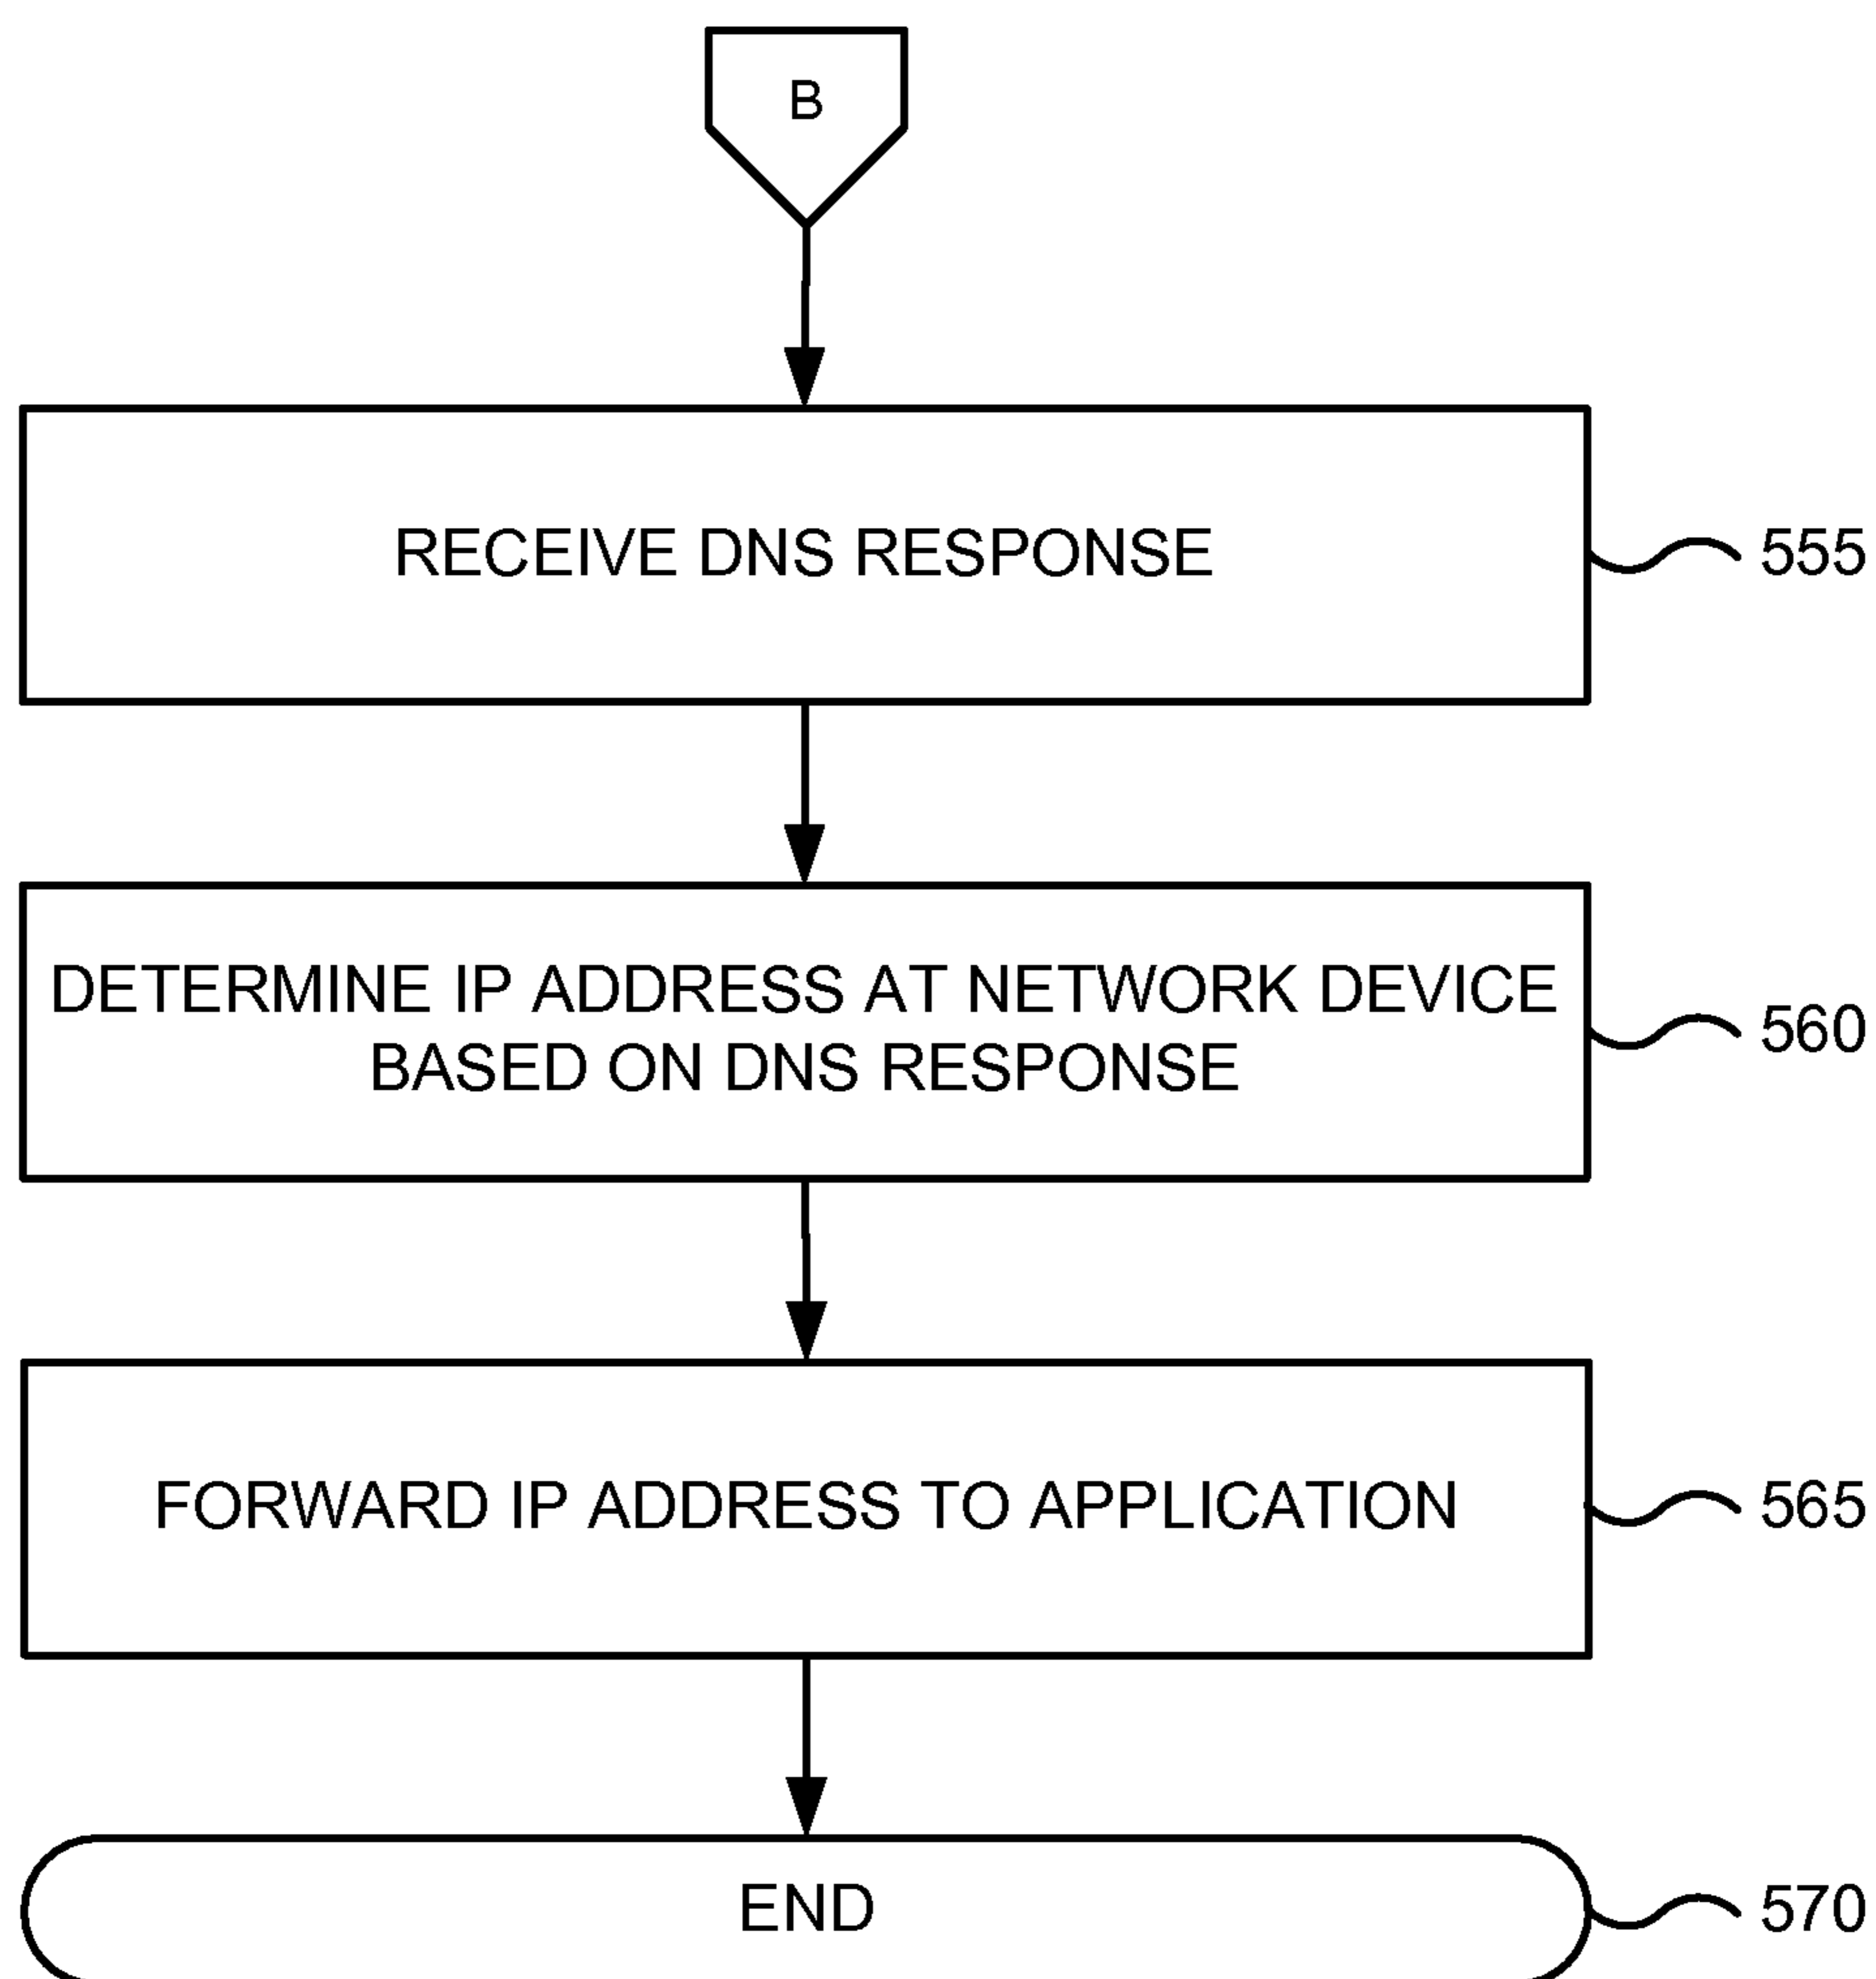 B
RECEIVE DNS RESPONSE
555
DETERMINE IP ADDRESS AT NETWORK DEVICE
BASED ON DNS RESPONSE
560
FORWARD IP ADDRESS TO APPLICATION
565
END
570